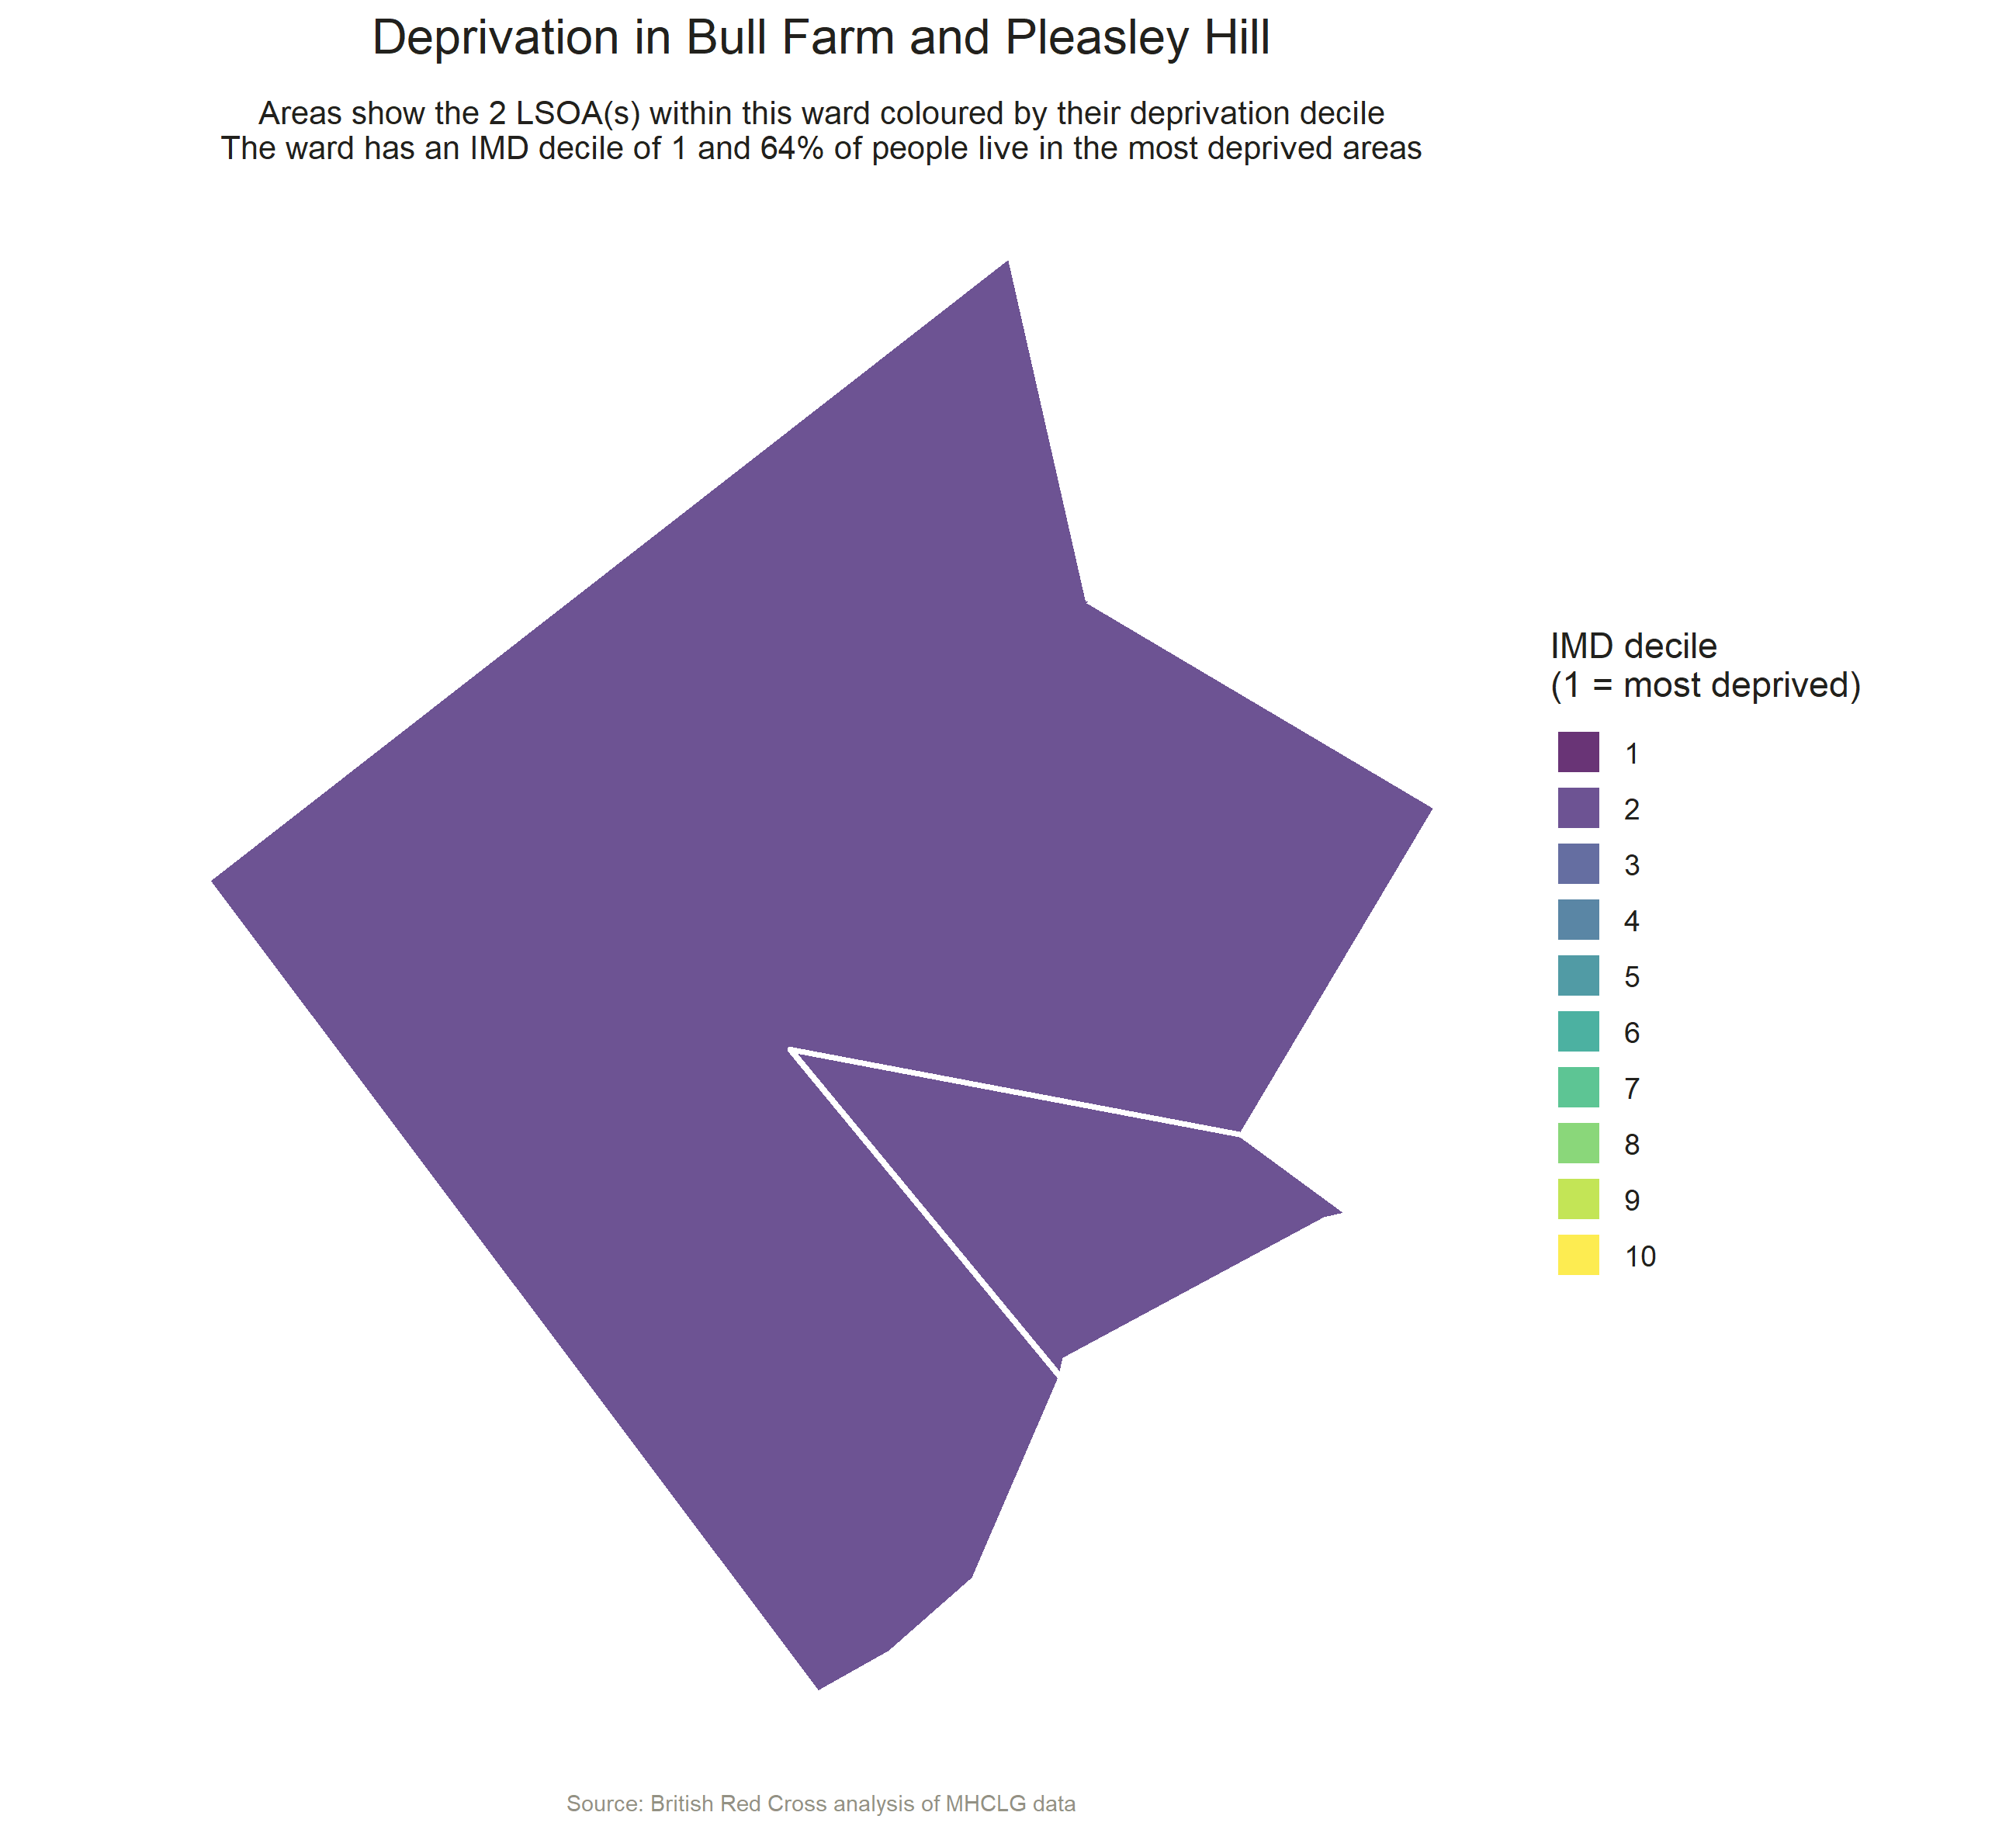 Deprivation in Bull Farm and Pleasley Hill
Areas show the 2 LSOA(s) within this ward coloured by their deprivation decile
The ward has an IMD decile of 1 and 64% of people live in the most deprived areas
IMD decile
(1 = most deprived)
1
2
3
4
5
6
7
8
9
10
Source: British Red Cross analysis of MHCLG data